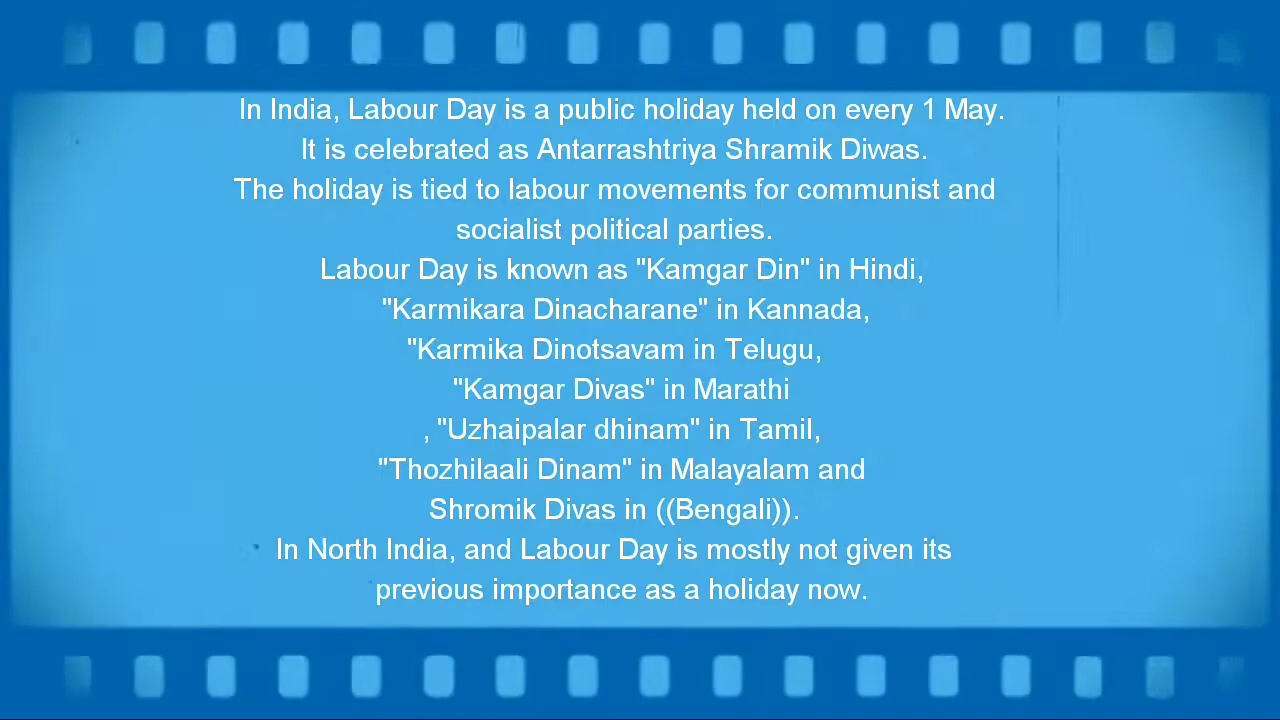 In India, Labour Day is a public holiday held on every 1 May.
It is celebrated as Antarrashtriya Shramik Diwas.
The holiday is tied to labour movements for communist and
socialist political parties.
Labour Day is known as "Kamgar Din" in Hindi,
"Karmikara Dinacharane" in Kannada,
"Karmika Dinotsavam in Telugu,
"Kamgar Divas" in Marathi
, "Uzhaipalar dhinam" in Tamil,
"Thozhilaali Dinam" in Malayalam and
Shromik Divas in ((Bengali)).
In North India, and Labour Day is mostly not given its
previous importance as a holiday now.